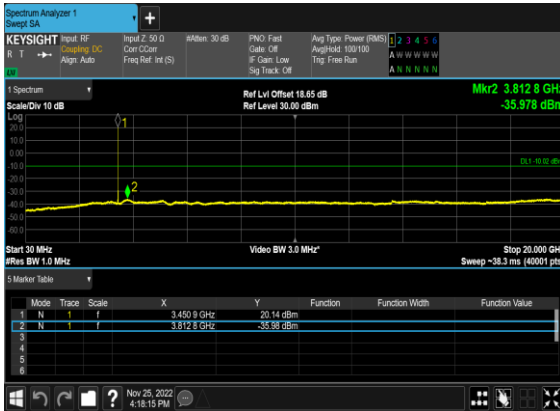 Spectrum Analyzer 1
Swept SA
+
KEYSIGHT
R T
Input: RF
Coupling: DC
Align: Auto
Input Z: 50 Ω
Corr CCorr
Freq Ref: Int (S)
#Atten: 30 dB
PNO: Fast
Gate: Off
IF Gain: Low
Sig Track: Off
Avg Type: Power (RMS)
Avg|Hold: 100/100
Trig: Free Run
1 2 3 4 5 6
A W W W W W
A N N N N N
1 Spectrum
Scale/Div 10 dB
Ref Lvl Offset 18.65 dB
Ref Level 30.00 dBm
Mkr2 3.812 8 GHz
-35.978 dBm
Log
20.0
10.0
0.00
-10.0
-20.0
-30.0
-40.0
-50.0
-60.0
1
2
DL1 -10.02 dBm
Start 30 MHz
#Res BW 1.0 MHz
Video BW 3.0 MHz*
Stop 20.000 GH
Sweep ~38.3 ms (40001 pts
5 Marker Table
Mode Trace Scale X Y Function Function Width Function Value
1 N 1 f 3.450 9 GHz 20.14 dBm
2 N 1 f 3.812 8 GHz -35.98 dBm
3
4
5
6
?
Nov 25, 2022
4:18:15 PM